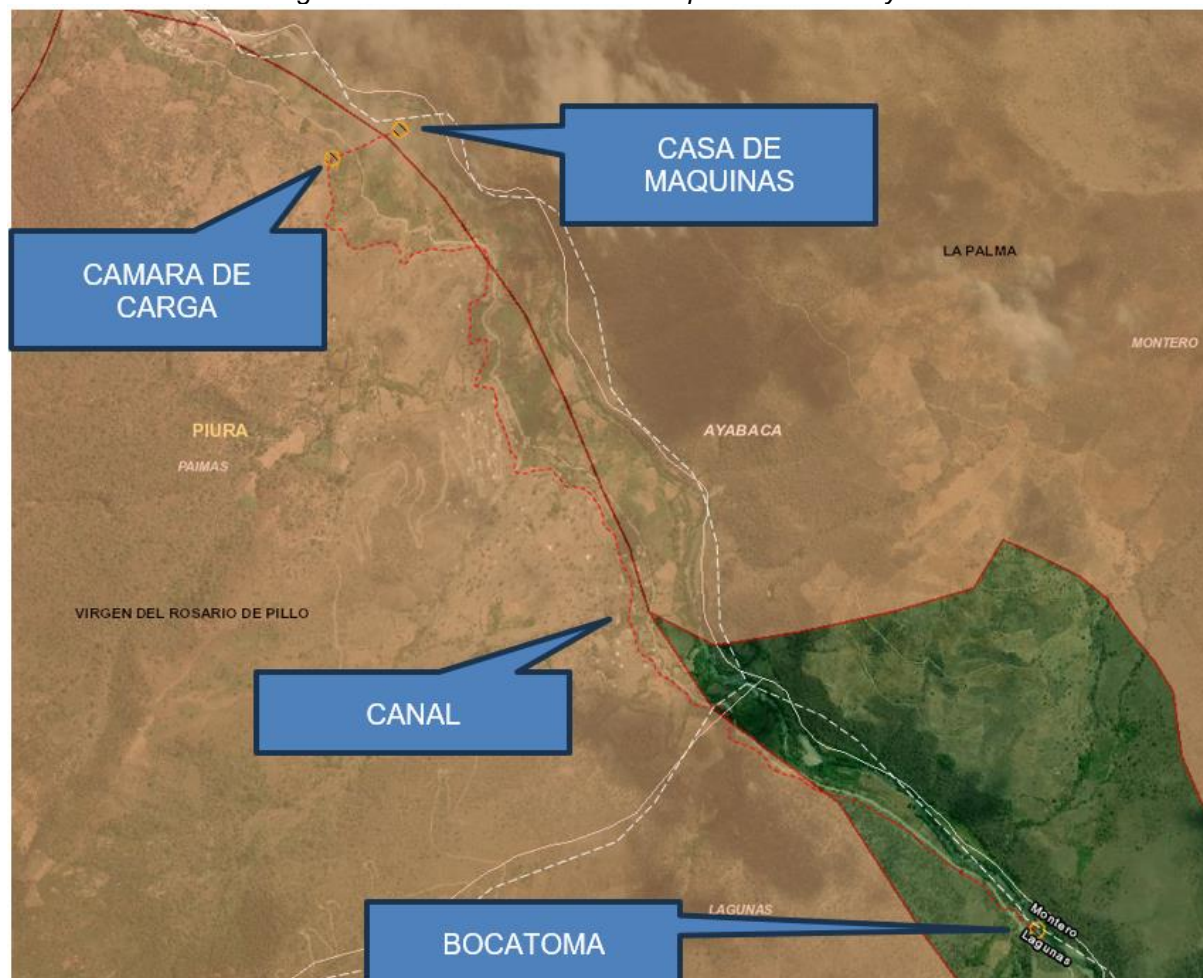 CASA DE
MAQUINAS
CAMARA DE
CARGA
LA PALMA
MONTERO
PIURA
AYABACA
PAIMAS
VIRGEN DEL ROSARIO DE PILLO
CANAL
LAGUNAS
BOCATOMA
Montero
Lagunas